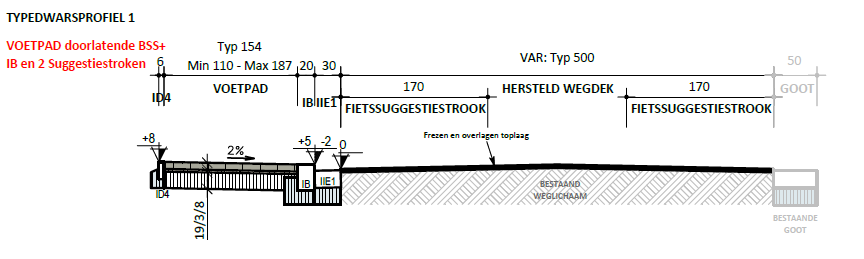 TYPEDWARSPROFIEL 1
VOETPAD doorlatende BSS+
IB en 2 Suggestiestroken
6
Typ 154
Min 110 - Max 187
20
30
VAR: Typ 500
50
ID4
VOETPAD
IB
IIE1
170
HERSTELD WEGDEK
170
GOOT
FIETSSUGGESTIESTROOK
FIETSSUGGESTIESTROOK
+8
2%
+5
-2
0
Frezen en overlagen toplaag
ID4
IB
IIE1
BESTAAND
WEGLICHAAM
19/3/8
BESTAANDE
GOOT